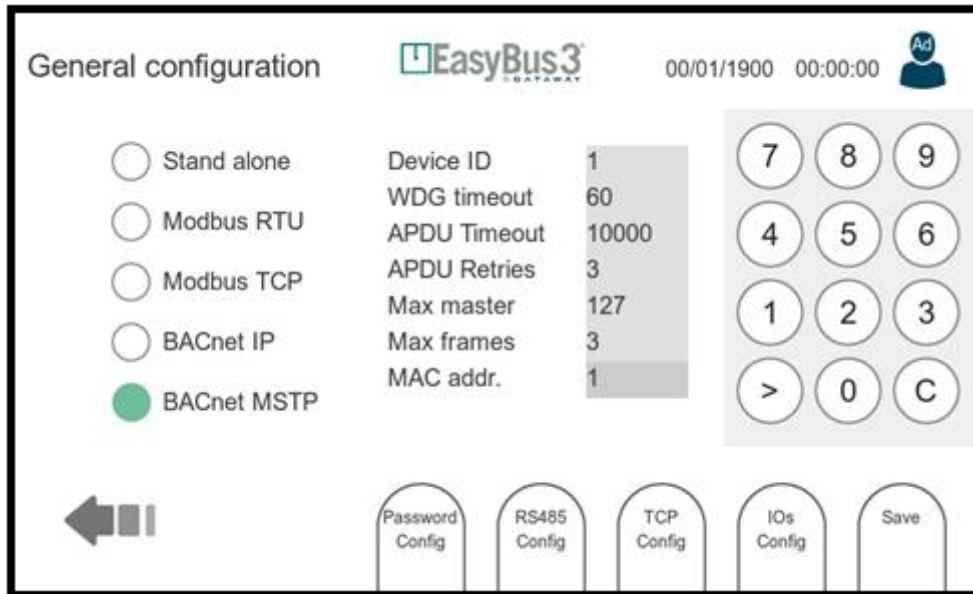 General configuration
EasyBus3
GATAWAY
00/01/1900 00:00:00
Ad
Stand alone
Modbus RTU
Modbus TCP
BACnet IP
BACnet MSTP
Device ID 1
WDG timeout 60
APDU Timeout 10000
APDU Retries 3
Max master 127
Max frames 3
MAC addr. 1
7 8 9
4 5 6
1 2 3
> 0 C
Password
Config
RS485
Config
TCP
Config
IOs
Config
Save